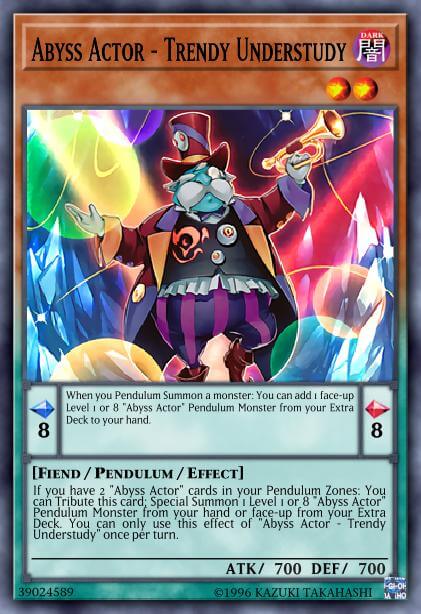 Abyss Actor - Trendy Understudy
DARK
闇
When you Pendulum Summon a monster: You can add 1 face-up
Level 1 or 8 "Abyss Actor" Pendulum Monster from your Extra
Deck to your hand.
8
8
[Fiend / Pendulum / Effect]
If you have 2 "Abyss Actor" cards in your Pendulum Zones: You
can Tribute this card; Special Summon 1 Level 1 or 8 "Abyss Actor"
Pendulum Monster from your hand or face-up from your Extra
Deck. You can only use this effect of "Abyss Actor - Trendy
Understudy" once per turn.
ATK/ 700 DEF/ 700
39024589
©1996 KAZUKI TAKAHASHI